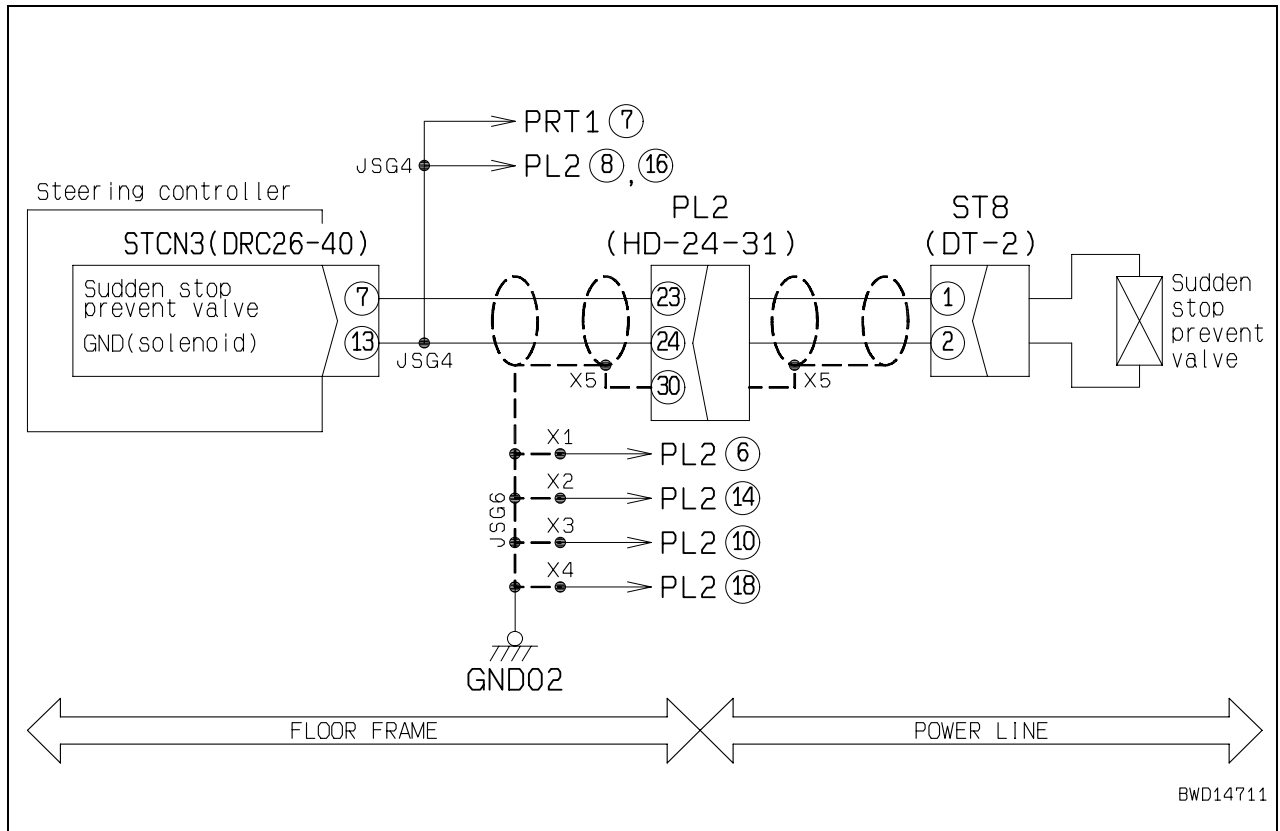 PRT1 7
JSG4
PL2 8 , 16
Steering controller
PL2
(HD-24-31)
ST8
(DT-2)
STCN3(DRC26-40)
Sudden stop
prevent valve
7
GND(solenoid)
13
JSG4
23
24
30
X5
X5
1
2
Sudden
stop
prevent
valve
X1
PL2 6
X2
PL2 14
JSG6
X3
PL2 10
X4
PL2 18
GND02
FLOOR FRAME
POWER LINE
BWD14711